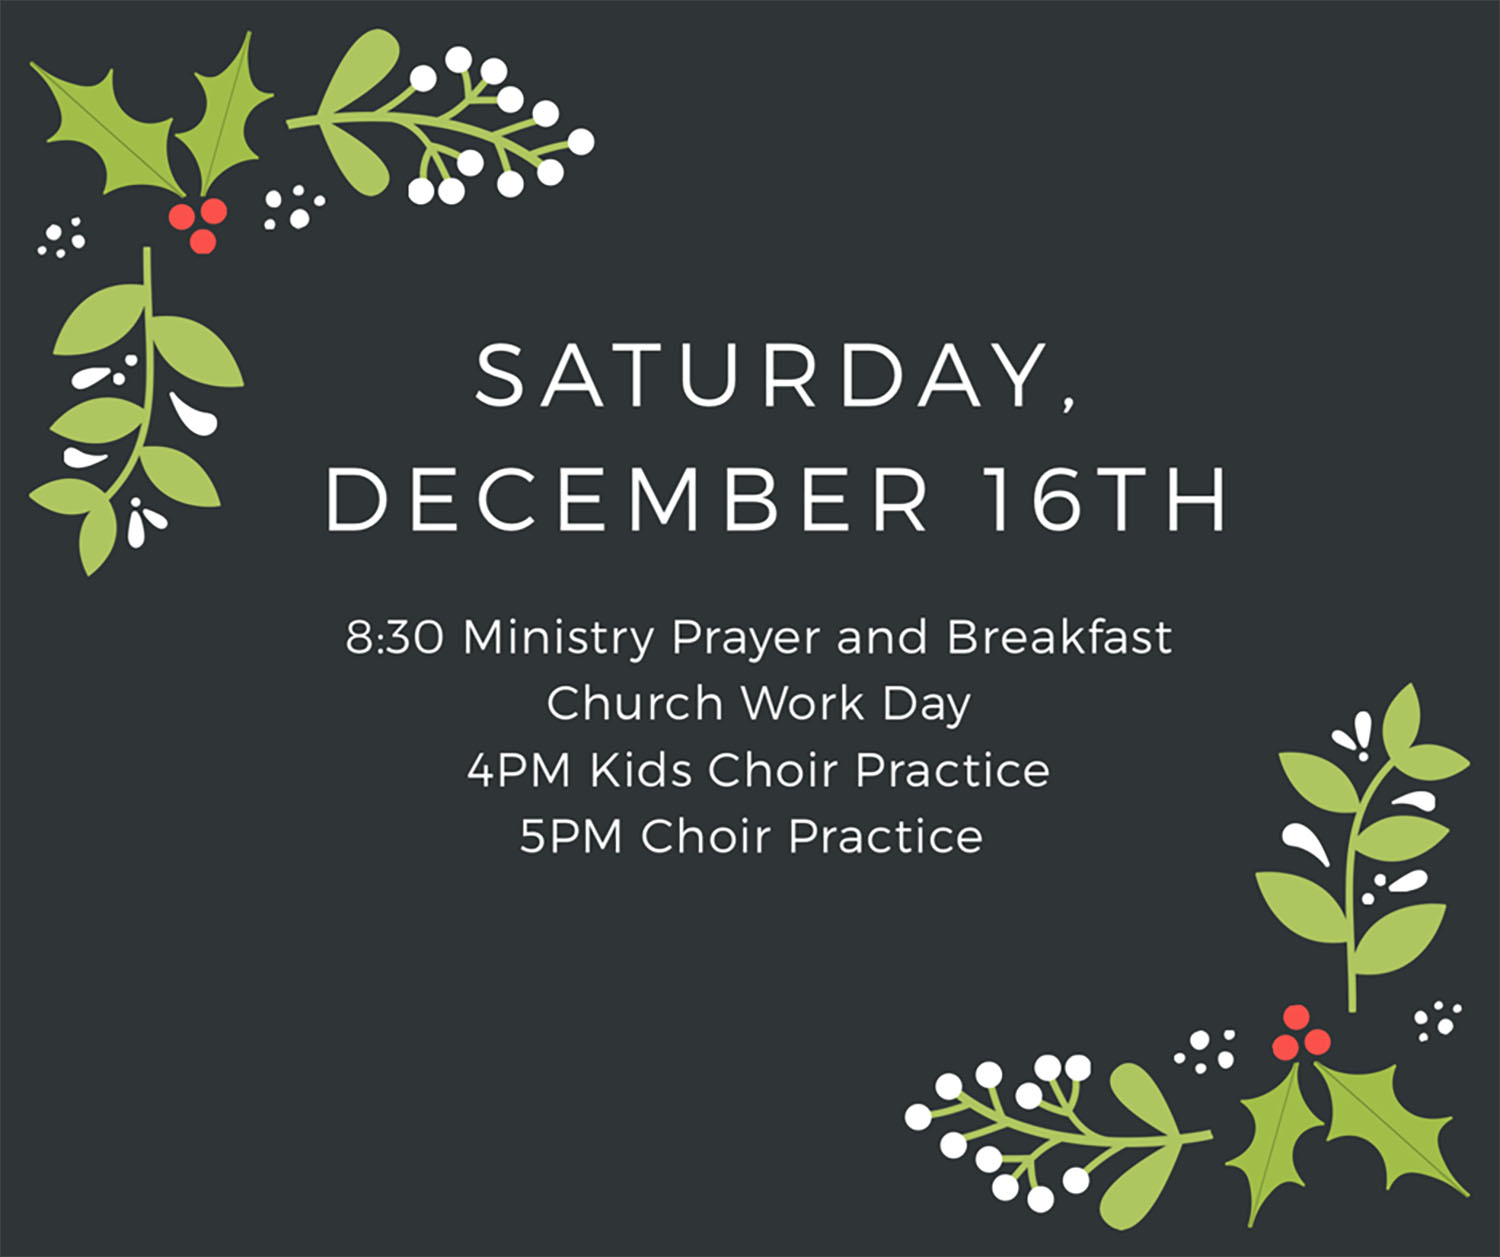 SATURDAY,
DECEMBER 16TH
8:30 Ministry Prayer and Breakfast
Church Work Day
4PM Kids Choir Practice
5PM Choir Practice